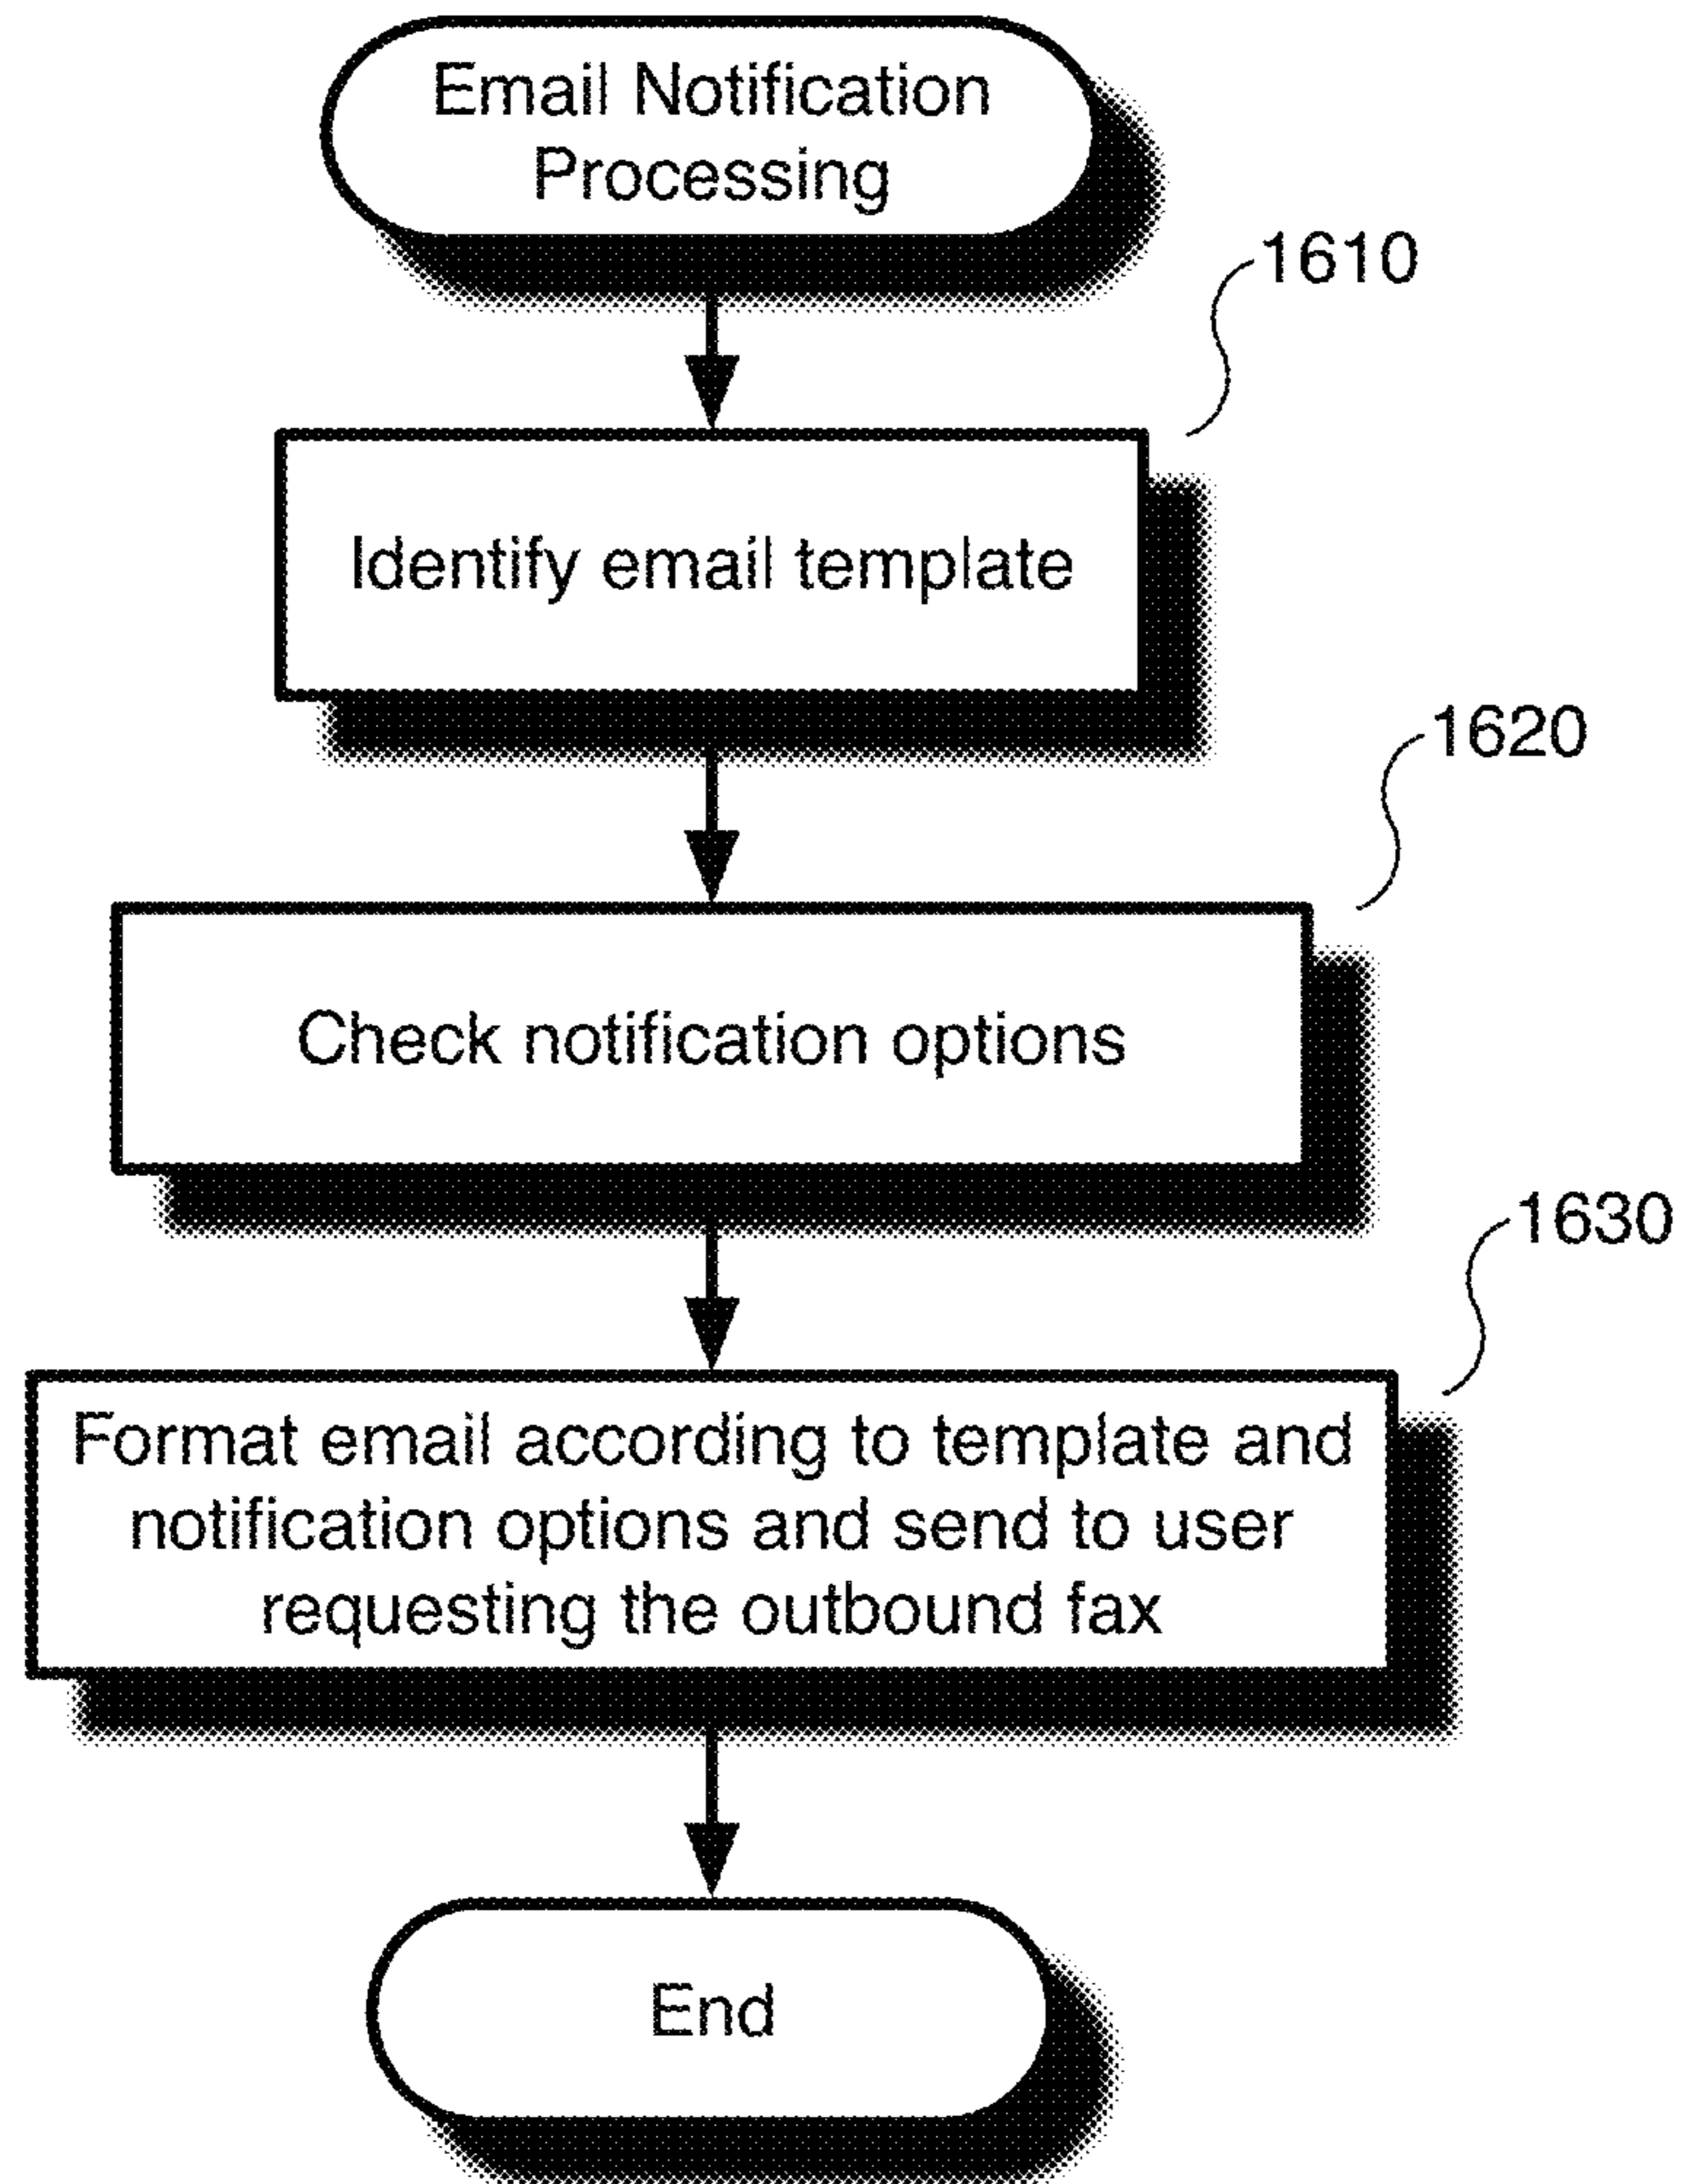 Email Notification
Processing
1610
Identify email template
1620
Check notification options
1630
Format email according to template and
notification options and send to user
requesting the outbound fax
End